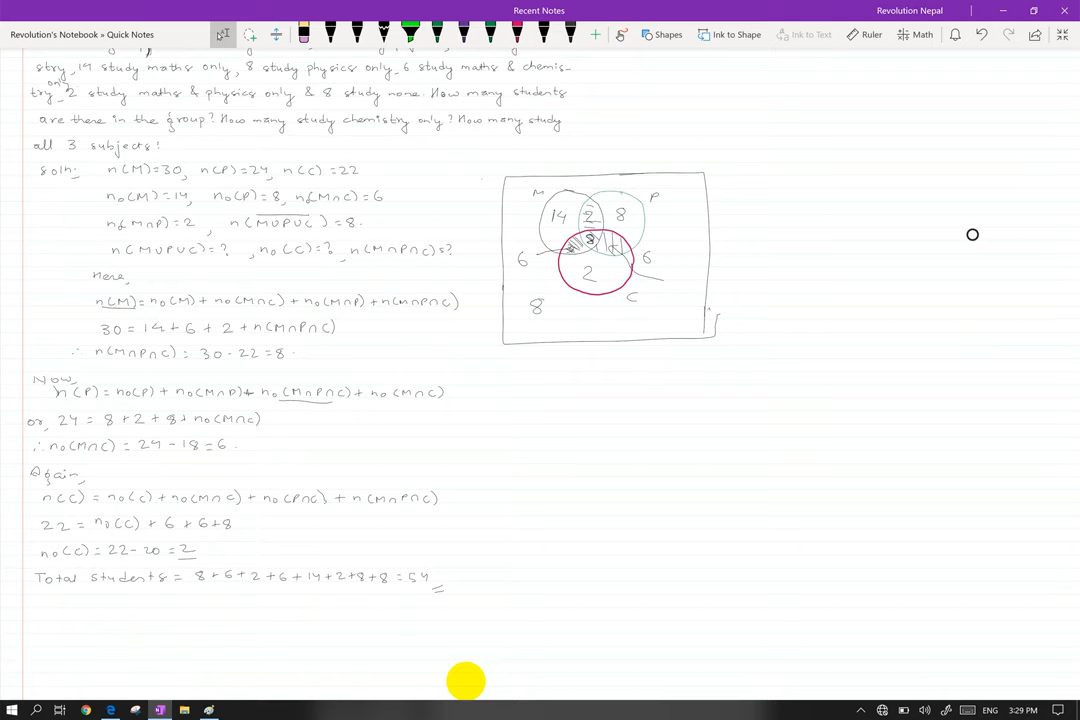 Recent Notes
Revolution Nepal
Revolution's Notebook » Quick Notes
Shapes
Ink to Shape
Ink to Text
Ruler
Math
stry, 14 study maths only, 8 study physics only, 6 study maths & chemis-
try only, 2 study maths & physics only & 8 study none. How many students
are there in the group? How many study chemistry only? How many study
all 3 subjects?
soln: n(M)=30, n(P)=24, n(C)=22
no(M)=14, no(P)=8, no(M∩C)=6
no(M∩P)=2, n(M∪P∪C)=8.
n(M∪P∪C)=?, no(C)=?, n(M∩P∩C)=?
Here,
n(M)=no(M)+no(M∩C)+no(M∩P)+n(M∩P∩C)
30=14+6+2+n(M∩P∩C)
∴ n(M∩P∩C)= 30-22=8.
Now,
n(P)=no(P)+no(M∩P)+no(M∩P∩C)+no(M∩C)
or, 24=8+2+8+no(M∩C)
∴ no(M∩C)=24-18=6.
Again,
n(C)=no(C)+no(M∩C)+no(P∩C)+n(M∩P∩C)
22=no(C)+6+6+8
no(C)=22-20=2
Total students= 8+6+2+6+14+2+8+8=54
M
P
14 2 8
8
6 6
2
C
8
ENG
3:29 PM